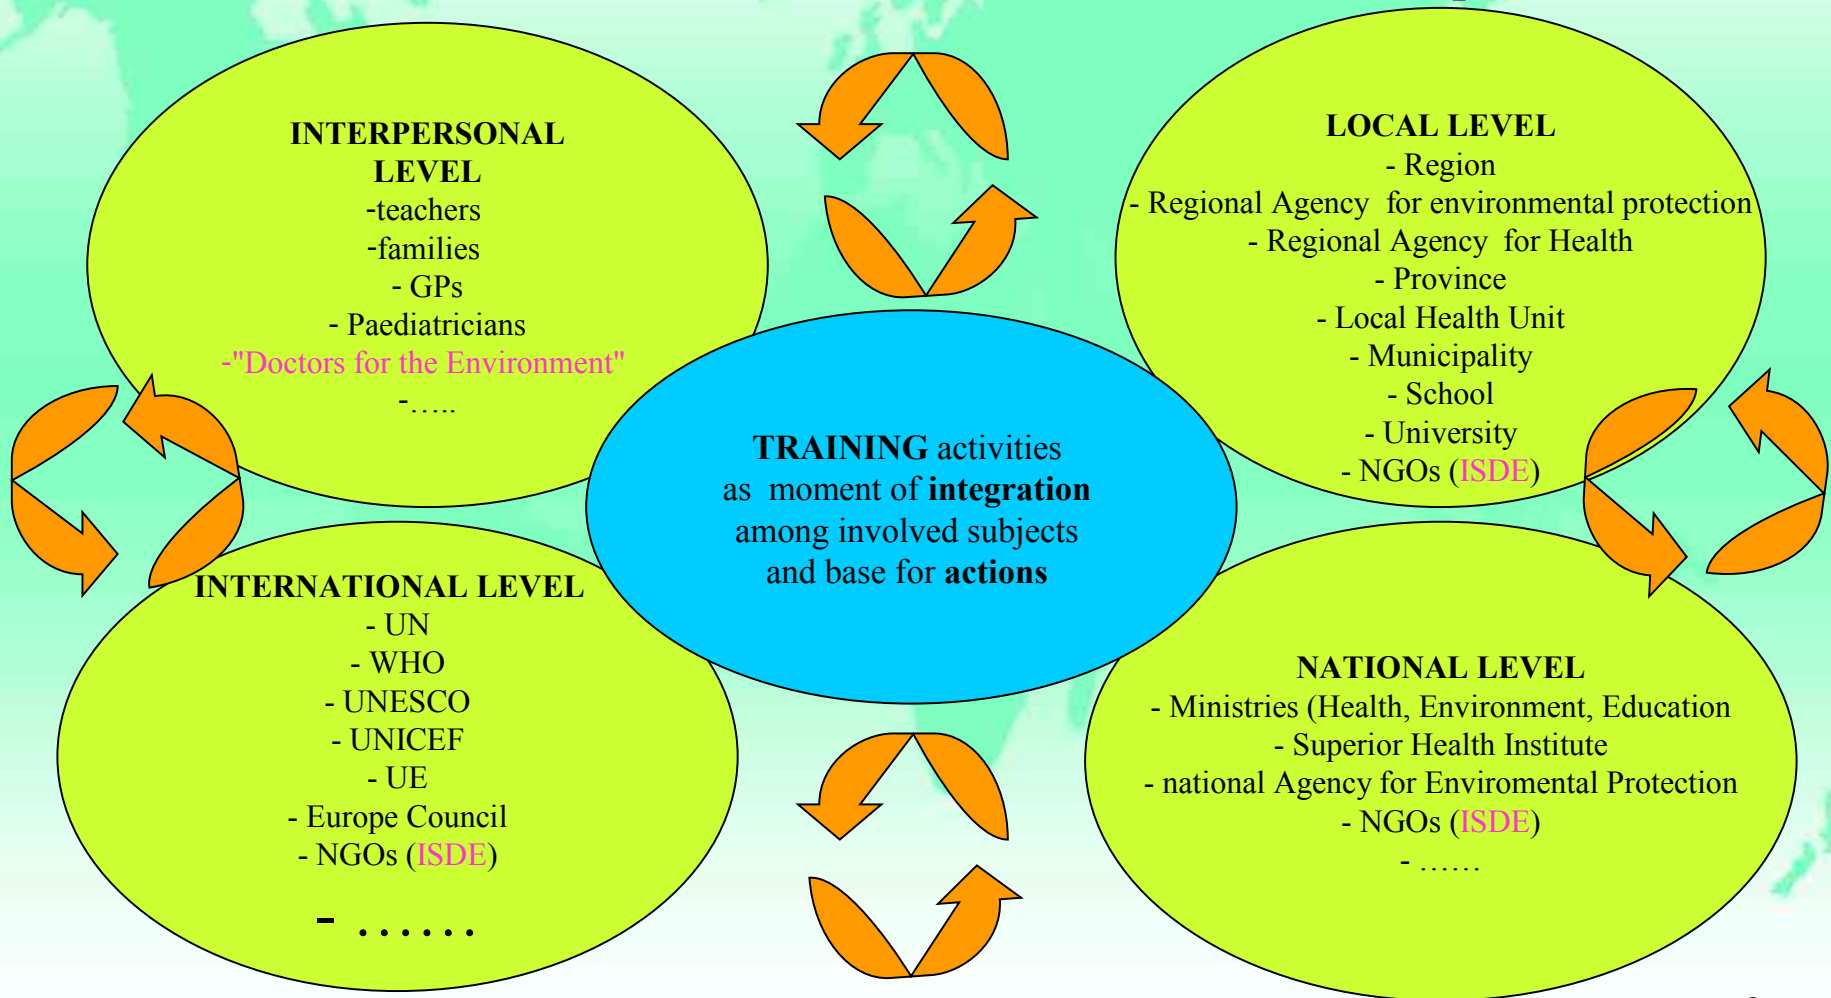 INTERPERSONAL
LEVEL
-teachers
-families
- GPs
- Paediatricians
-"Doctors for the Environment"
-…..
LOCAL LEVEL
- Region
- Regional Agency for environmental protection
- Regional Agency for Health
- Province
- Local Health Unit
- Municipality
- School
- University
- NGOs (ISDE)
TRAINING activities
as moment of integration
among involved subjects
and base for actions
INTERNATIONAL LEVEL
- UN
- WHO
- UNESCO
- UNICEF
- UE
- Europe Council
- NGOs (ISDE)
- ……
NATIONAL LEVEL
- Ministries (Health, Environment, Education
- Superior Health Institute
- national Agency for Enviromental Protection
- NGOs (ISDE)
- ……